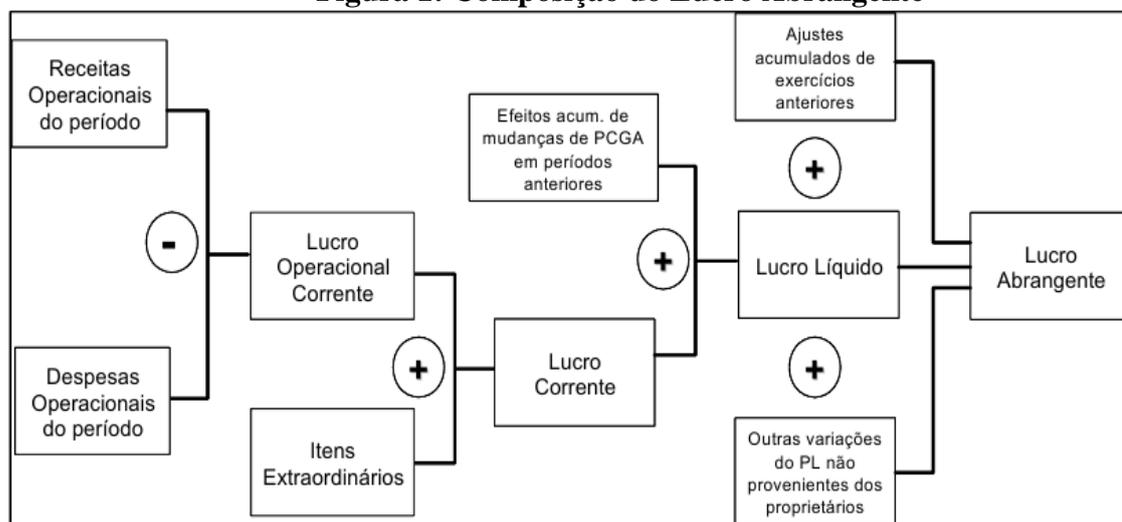 Receitas
Operacionais
do período
-
Despesas
Operacionais
do período
Lucro
Operacional
Corrente
+
Itens
Extraordinários
Efeitos acum. de
mudanças de PCGA
em períodos
anteriores
+
Lucro
Corrente
Ajustes
acumulados de
exercícios
anteriores
+
Lucro Líquido
+
Outras variações
do PL não
provenientes dos
proprietários
Lucro
Abrangente